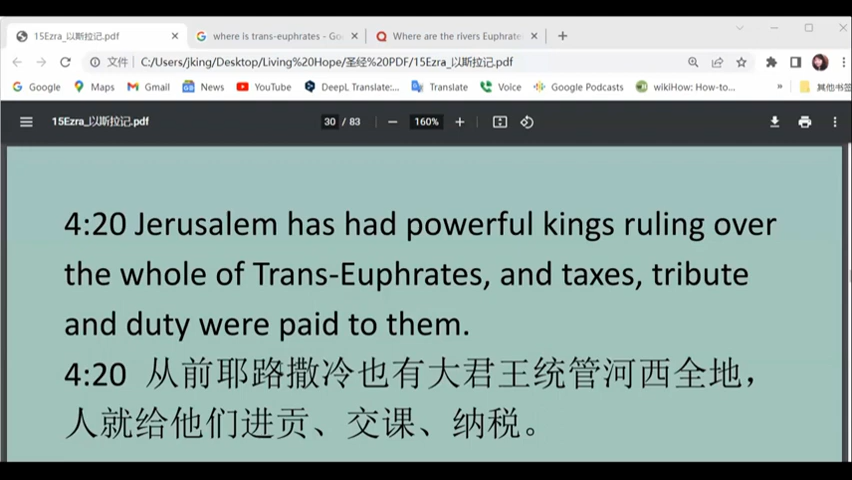 15Ezra_以斯拉记.pdf
where is trans-euphrates - Go
Where are the rivers Euphrate
文件 C:/Users/jking/Desktop/Living%20Hope/圣经%20PDF/15Ezra_以斯拉记.pdf
Google Maps Gmail News YouTube DeepL Translate:... Translate Voice Google Podcasts wikiHow: How-to... » 其他书签
15Ezra_以斯拉记.pdf 30 / 83 160%
4:20 Jerusalem has had powerful kings ruling over
the whole of Trans-Euphrates, and taxes, tribute
and duty were paid to them.
4:20 从前耶路撒冷也有大君王统管河西全地，
人就给他们进贡、交课、纳税。